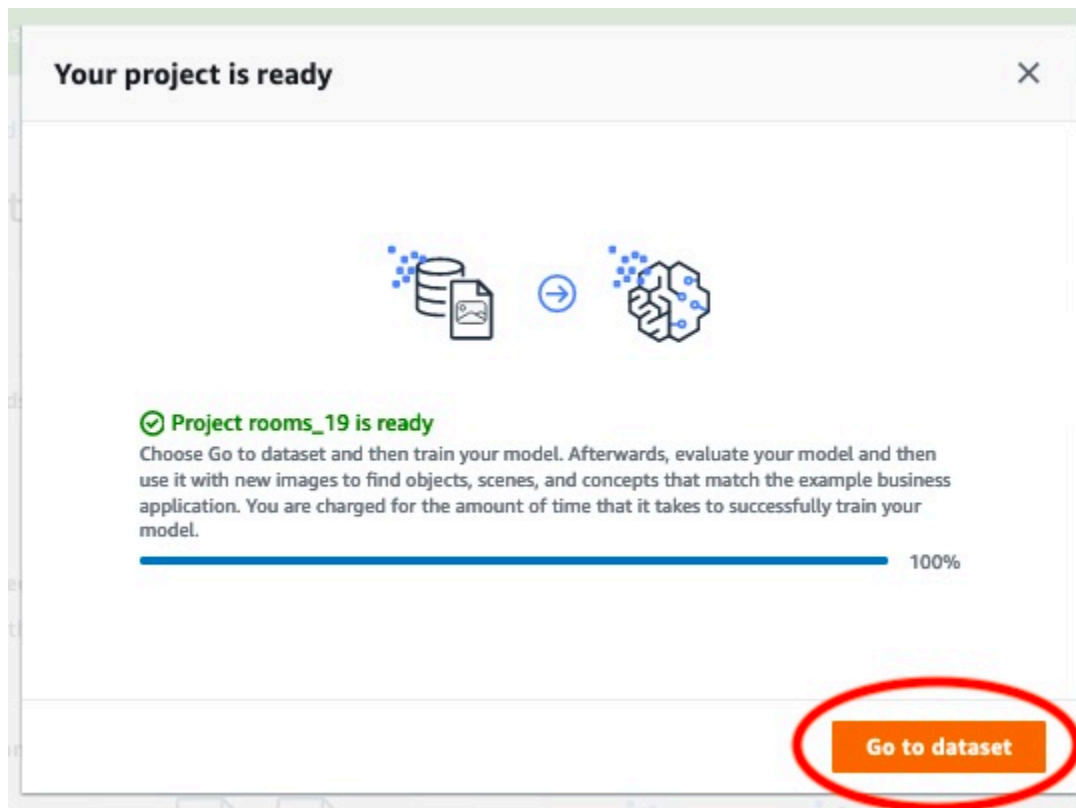 Your project is ready
Project rooms_19 is ready
Choose Go to dataset and then train your model. Afterwards, evaluate your model and then
use it with new images to find objects, scenes, and concepts that match the example business
application. You are charged for the amount of time that it takes to successfully train your
model.
100%
Go to dataset